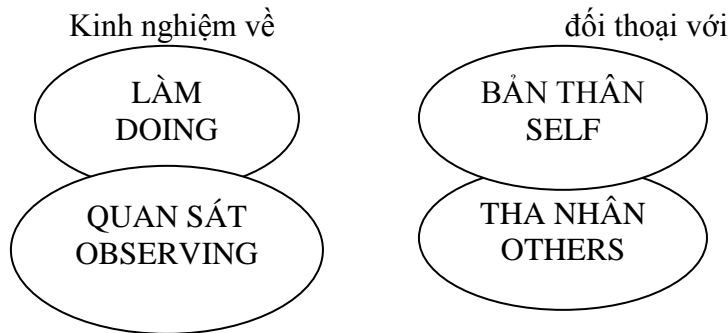 Kinh nghiệm về
đối thoại với
LÀM
DOING
BẢN THÂN
SELF
QUAN SÁT
OBSERVING
THA NHÂN
OTHERS